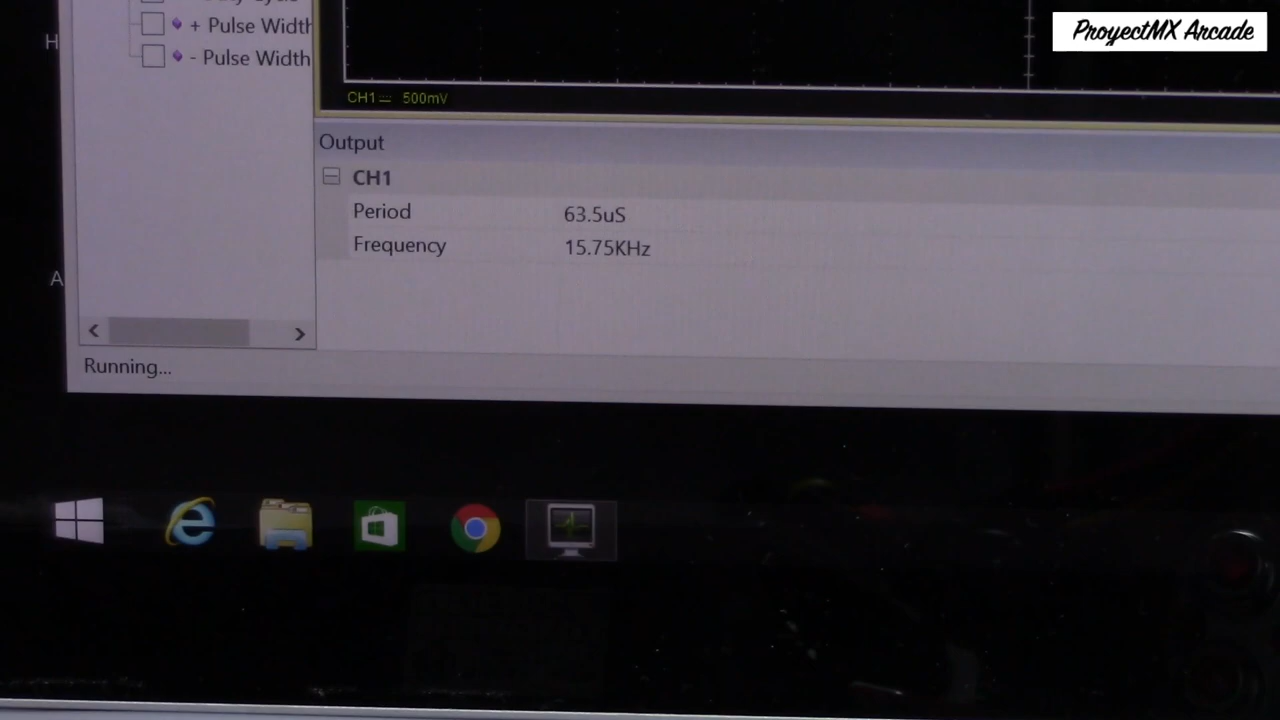 ProyectMX Arcade
+ Pulse Width
- Pulse Width
H
CH1 500mV
Output
CH1
Period 63.5uS
Frequency 15.75KHz
A
Running...